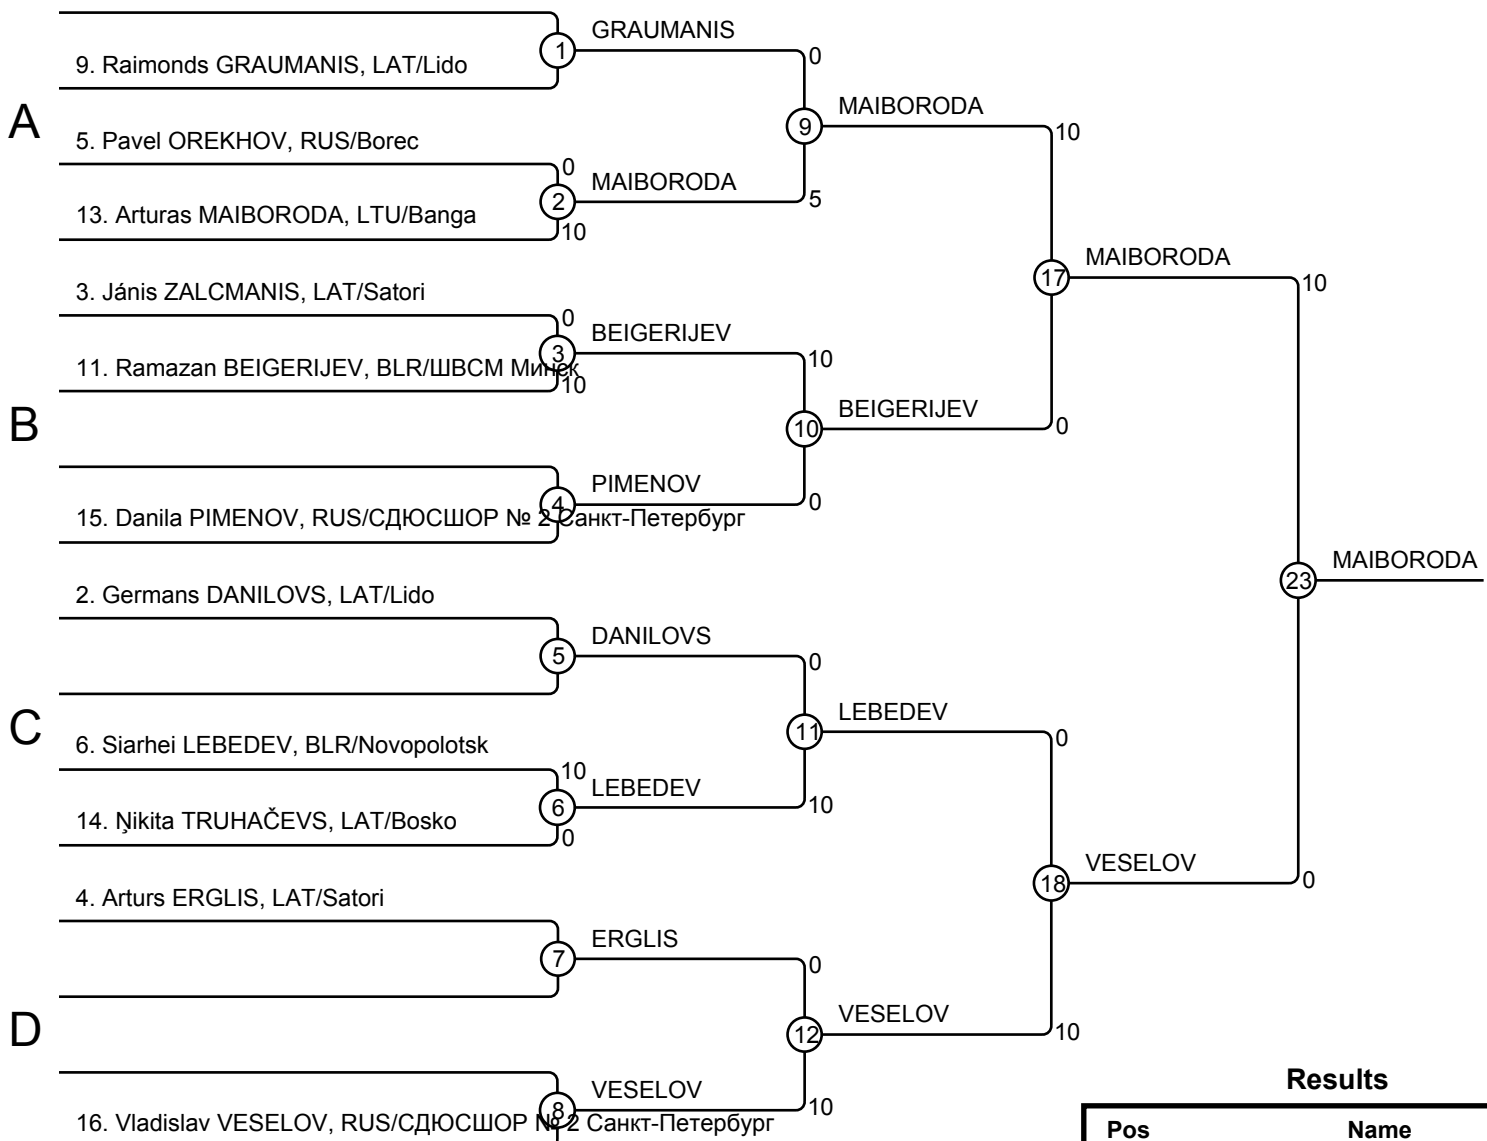 GRAUMANIS
1
9. Raimonds GRAUMANIS, LAT/Lido
0
A
MAIBORODA
9
10
5. Pavel OREKHOV, RUS/Borec
0
MAIBORODA
2
5
13. Arturas MAIBORODA, LTU/Banga
10
MAIBORODA
17
10
3. Jánis ZALCMANIS, LAT/Satori
0
BEIGERIJEV
3
10
11. Ramazan BEIGERIJEV, BLR/ШВСМ Минск
10
B
BEIGERIJEV
10
0
PIMENOV
4
0
15. Danila PIMENOV, RUS/СДЮСШОР № 2 Санкт-Петербург
MAIBORODA
23
2. Germans DANILOVS, LAT/Lido
DANILOVS
5
0
C
LEBEDEV
11
0
6. Siarhei LEBEDEV, BLR/Novopolotsk
10
LEBEDEV
6
10
14. Ņikita TRUHAČEVS, LAT/Bosko
0
VESELOV
18
0
4. Arturs ERGLIS, LAT/Satori
ERGLIS
7
0
D
VESELOV
12
10
VESELOV
8
10
16. Vladislav VESELOV, RUS/СДЮСШОР № 2 Санкт-Петербург
Results
Pos Name